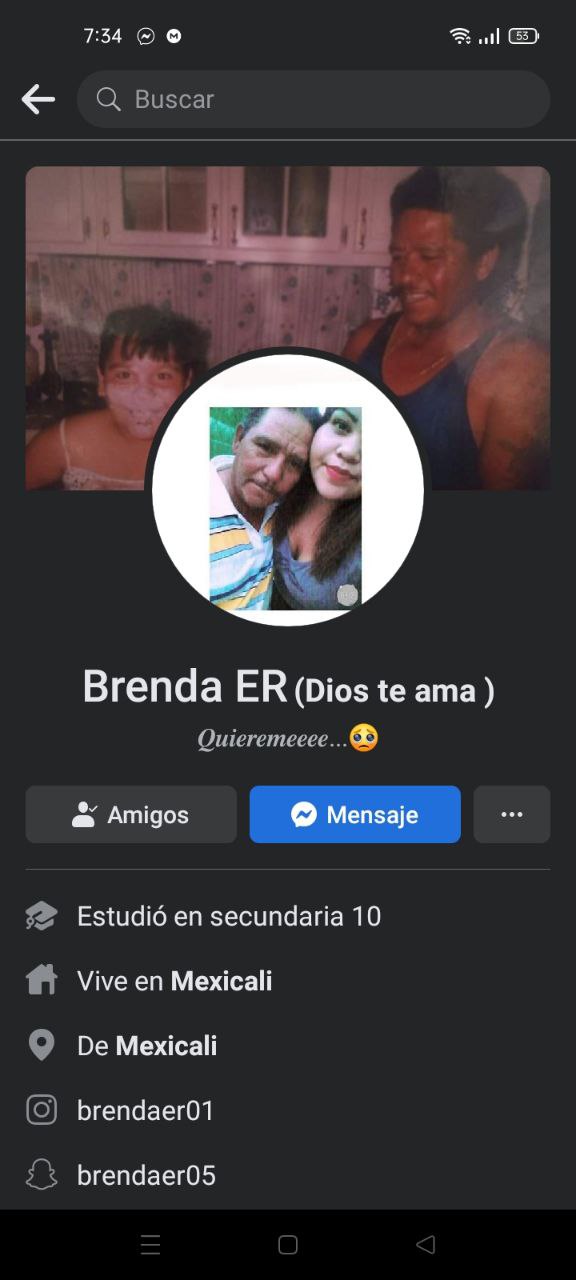 7:34
53
Buscar
Brenda ER (Dios te ama )
Quieremeeee...🥺
Amigos
Mensaje
Estudió en secundaria 10
Vive en Mexicali
De Mexicali
brendaer01
brendaer05